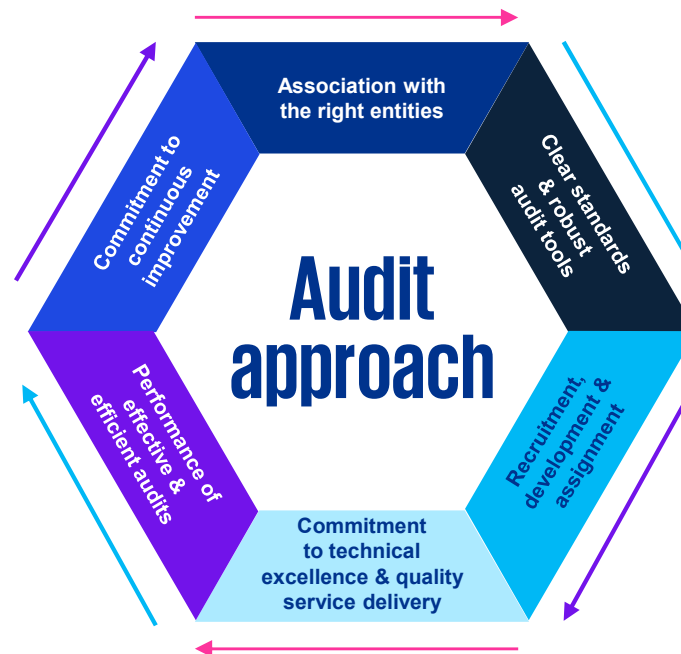 Association with
the right entities
Clear standards
& robust
audit tools
Recruitment,
development &
assignment
Commitment
to technical
excellence & quality
service delivery
Performance of
effective &
efficient audits
Commitment to
continuous
improvement
Audit
approach